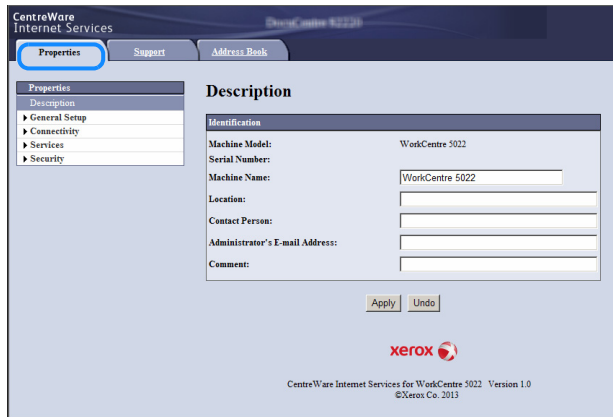 CentreWare
Internet Services
Properties
Support
Address Book
Properties
Description
General Setup
Connectivity
Services
Security
Description
Identification
Machine Model: WorkCentre 5022
Serial Number:
Machine Name: WorkCentre 5022
Location:
Contact Person:
Administrator's E-mail Address:
Comment:
Apply Undo
xerox
CentreWare Internet Services for WorkCentre 5022 Version 1.0
©Xerox Co. 2013